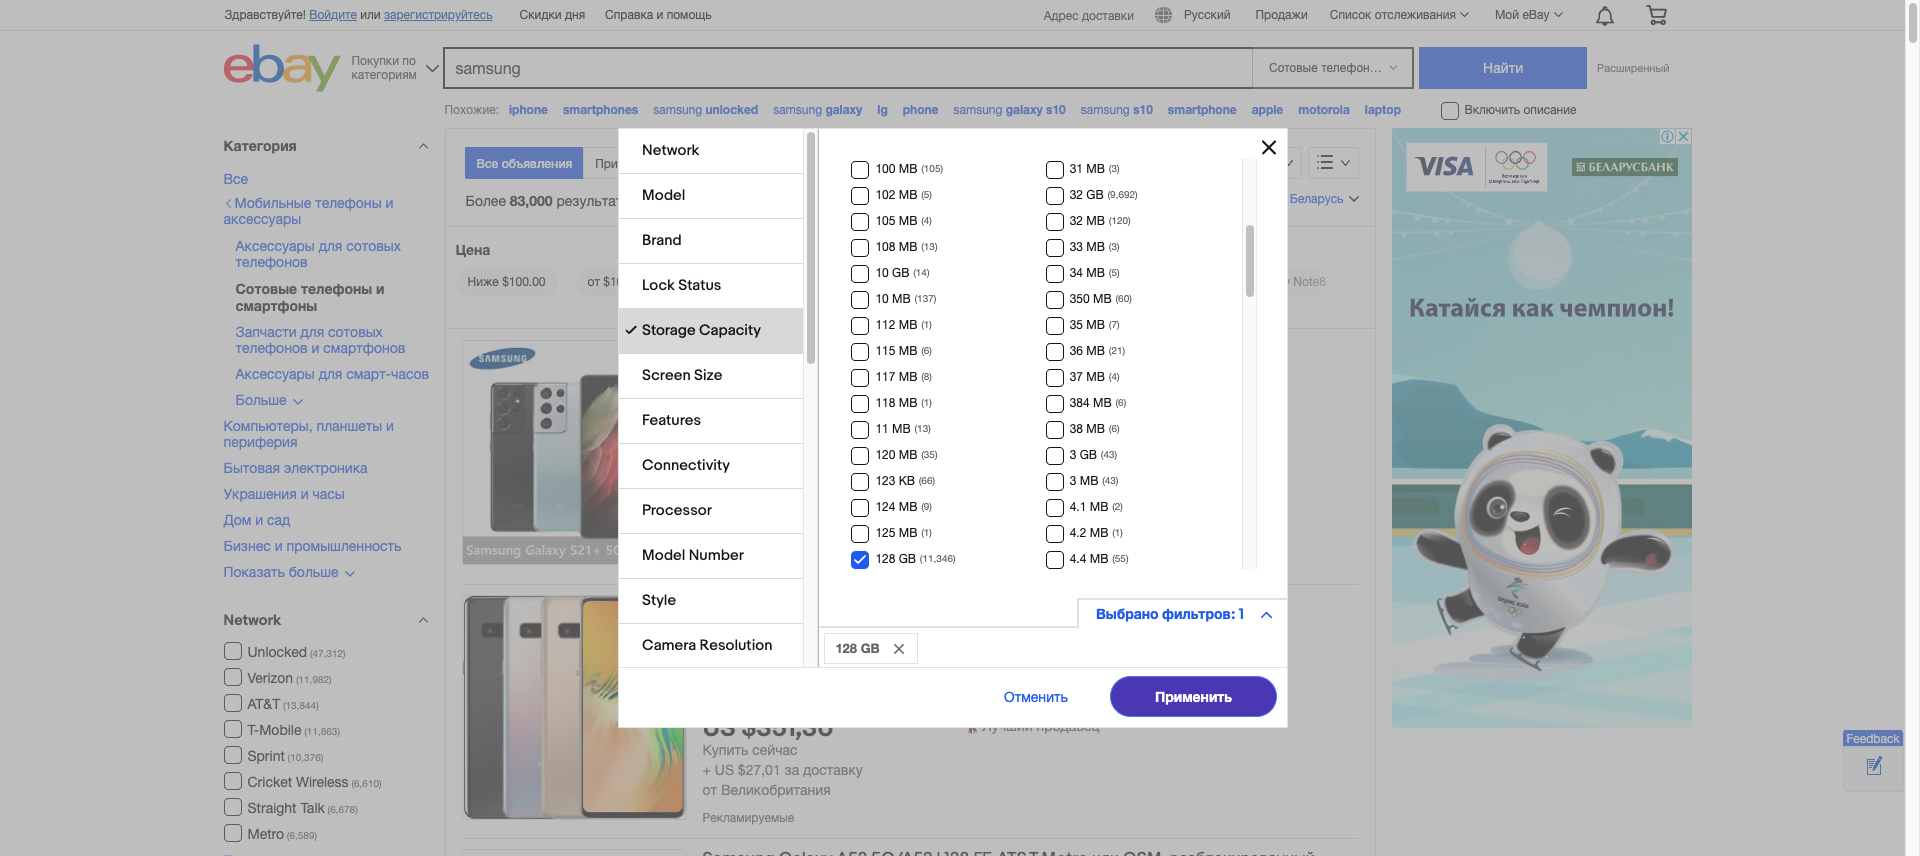 Здравствуйте! Войдите или зарегистрируйтесь
Скидки дня
Справка и помощь
Адрес доставки
Русский
Продажи
Список отслеживания
Мой eBay
ebay
Покупки по
категориям
samsung
Сотовые телефон...
Найти
Расширенный
Похожие: iphone smartphones samsung unlocked samsung galaxy lg phone samsung galaxy s10 samsung s10 smartphone apple motorola laptop
Включить описание
Категория
Все
Мобильные телефоны и
аксессуары
Аксессуары для сотовых
телефонов
Сотовые телефоны и
смартфоны
Запчасти для сотовых
телефонов и смартфонов
Аксессуары для смарт-часов
Больше
Компьютеры, планшеты и
периферия
Бытовая электроника
Украшения и часы
Дом и сад
Бизнес и промышленность
Показать больше
Network
Unlocked (47,312)
Verizon (11,982)
AT&T (13,844)
T-Mobile (11,863)
Sprint (10,376)
Cricket Wireless (6,610)
Straight Talk (6,678)
Metro (6,589)
Все объявления
При
Более 83,000 результат
Беларусь
Цена
Ниже $100.00
от $10
Note8
SAMSUNG
Samsung Galaxy S21+ 5G
Network
Model
Brand
Lock Status
Storage Capacity
Screen Size
Features
Connectivity
Processor
Model Number
Style
Camera Resolution
100 MB (105)
102 MB (5)
105 MB (4)
108 MB (13)
10 GB (14)
10 MB (137)
112 MB (1)
115 MB (6)
117 MB (8)
118 MB (1)
11 MB (13)
120 MB (35)
123 KB (66)
124 MB (9)
125 MB (1)
128 GB (11,346)
31 MB (3)
32 GB (9,692)
32 MB (120)
33 MB (3)
34 MB (5)
350 MB (60)
35 MB (7)
36 MB (21)
37 MB (4)
384 MB (6)
38 MB (6)
3 GB (43)
3 MB (43)
4.1 MB (2)
4.2 MB (1)
4.4 MB (55)
Выбрано фильтров: 1
128 GB
Отменить
Применить
US $351,30
Лучший продавец
Купить сейчас
+ US $27,01 за доставку
от Великобритания
Рекламируемые
VISA
БЕЛАРУСБАНК
Катайся как чемпион!
Feedback